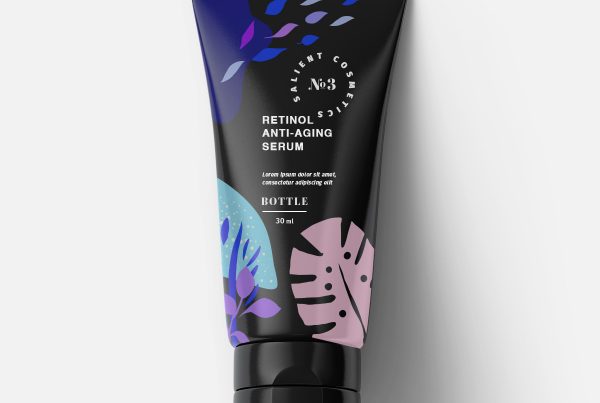 SALIENT COSMETICS
№3
RETINOL
ANTI-AGING
SERUM
Lorem ipsum dolor sit amet,
consectetur adipiscing elit
BOTTLE
30 ml